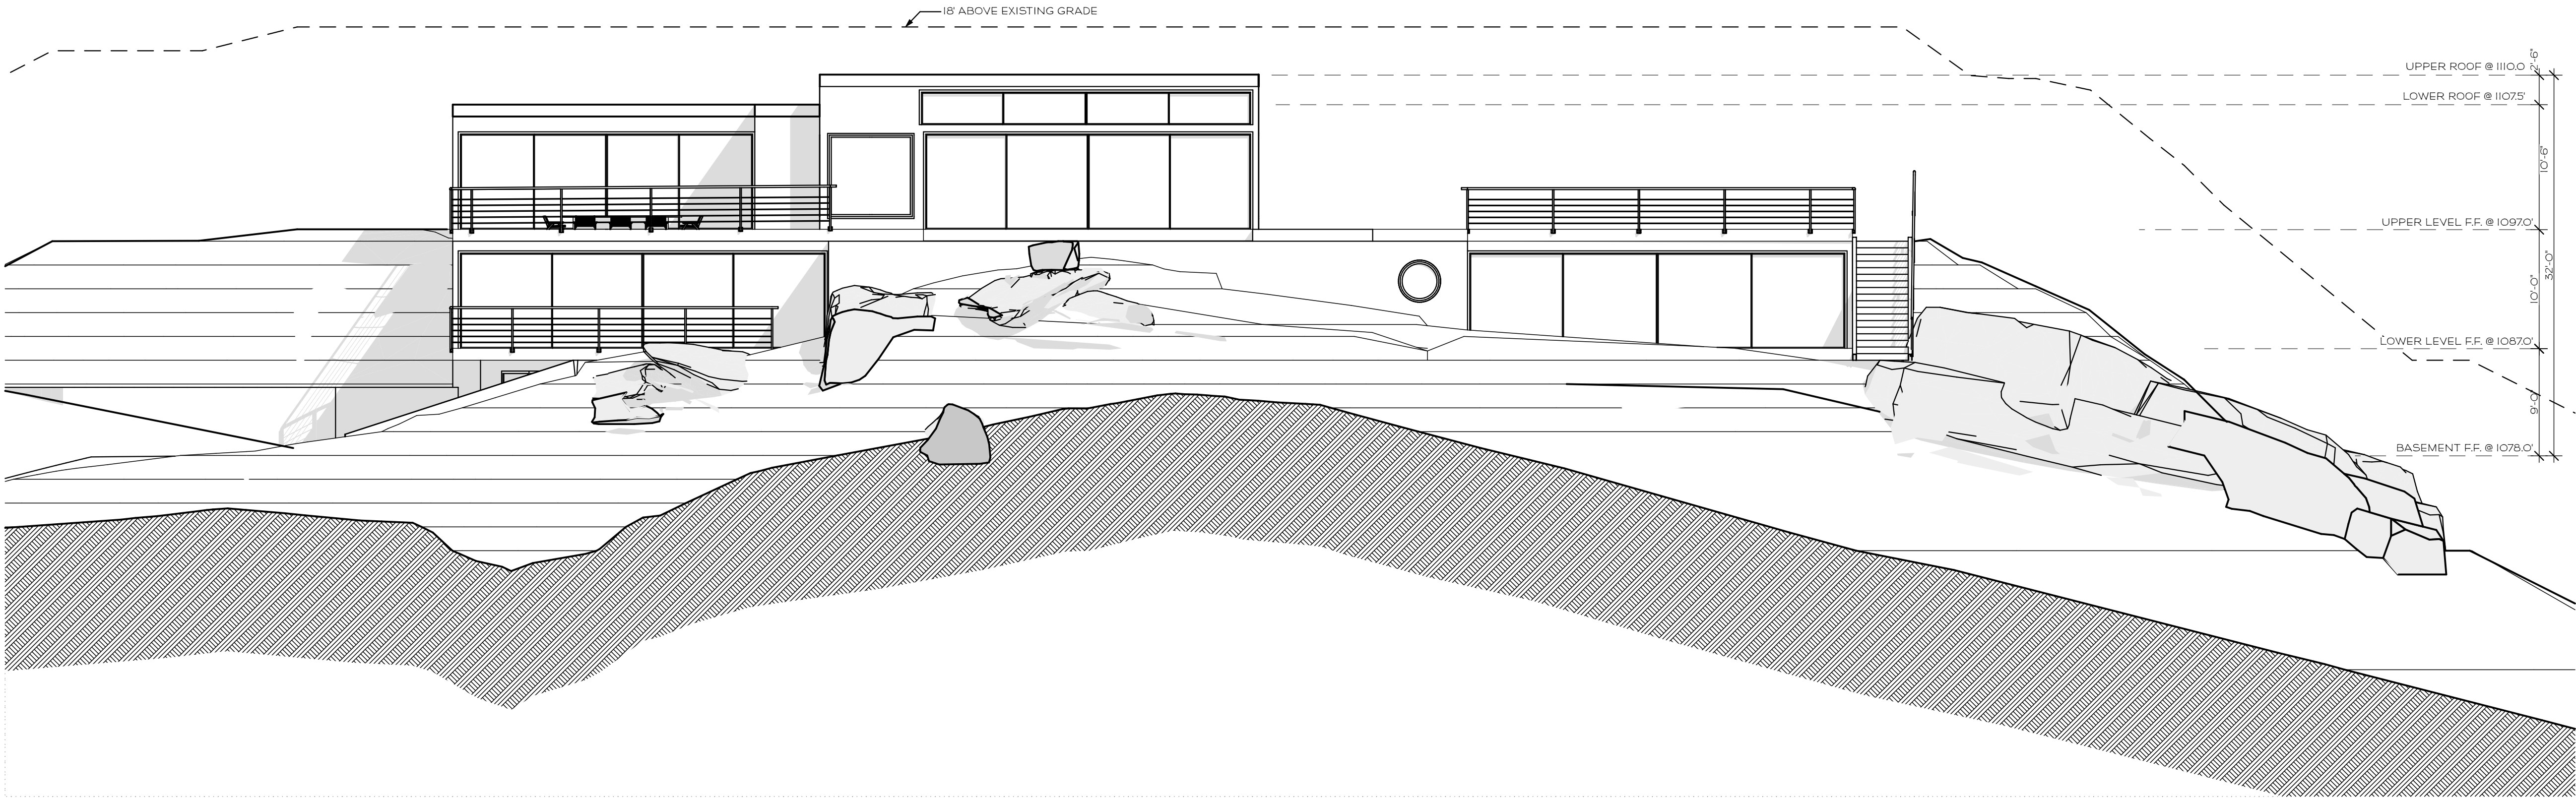 18' ABOVE EXISTING GRADE
UPPER ROOF @ 1110.0
2'-6"
LOWER ROOF @ 1107.5'
10'-6"
UPPER LEVEL F.F. @ 1097.0'
10'-0"
32'-0"
LOWER LEVEL F.F. @ 1087.0'
9'-0"
BASEMENT F.F. @ 1078.0'